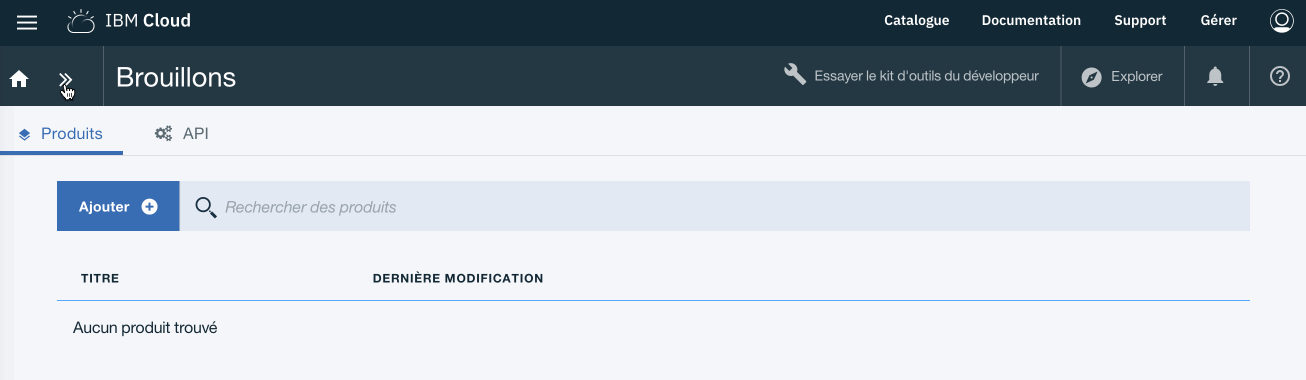 IBM Cloud Catalogue Documentation Support Gérer
Brouillons Essayer le kit d'outils du développeur Explorer
Produits API
Ajouter Rechercher des produits
TITRE DERNIÈRE MODIFICATION
Aucun produit trouvé